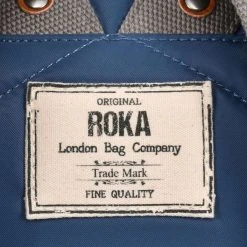 ORIGINAL
ROKA
London Bag Company
Trade Mark
FINE QUALITY